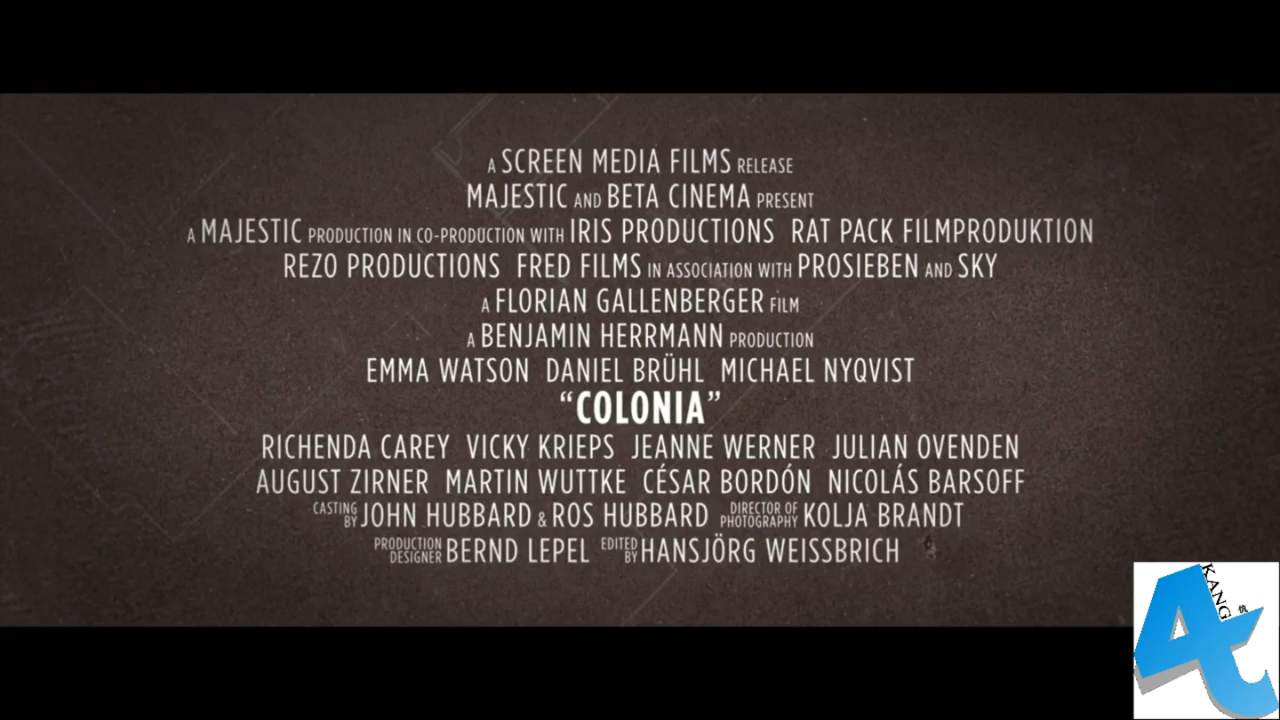 A SCREEN MEDIA FILMS RELEASE
MAJESTIC AND BETA CINEMA PRESENT
A MAJESTIC PRODUCTION IN CO-PRODUCTION WITH IRIS PRODUCTIONS RAT PACK FILMPRODUKTION
REZO PRODUCTIONS FRED FILMS IN ASSOCIATION WITH PROSIEBEN AND SKY
A FLORIAN GALLENBERGER FILM
A BENJAMIN HERRMANN PRODUCTION
EMMA WATSON DANIEL BRÜHL MICHAEL NYQVIST
“COLONIA”
RICHENDA CAREY VICKY KRIEPS JEANNE WERNER JULIAN OVENDEN
AUGUST ZIRNER MARTIN WUTTKE CÉSAR BORDÓN NICOLÁS BARSOFF
CASTING BY JOHN HUBBARD & ROS HUBBARD DIRECTOR OF PHOTOGRAPHY KOLJA BRANDT
PRODUCTION DESIGNER BERND LEPEL EDITED BY HANSJÖRG WEISSBRICH
KANG